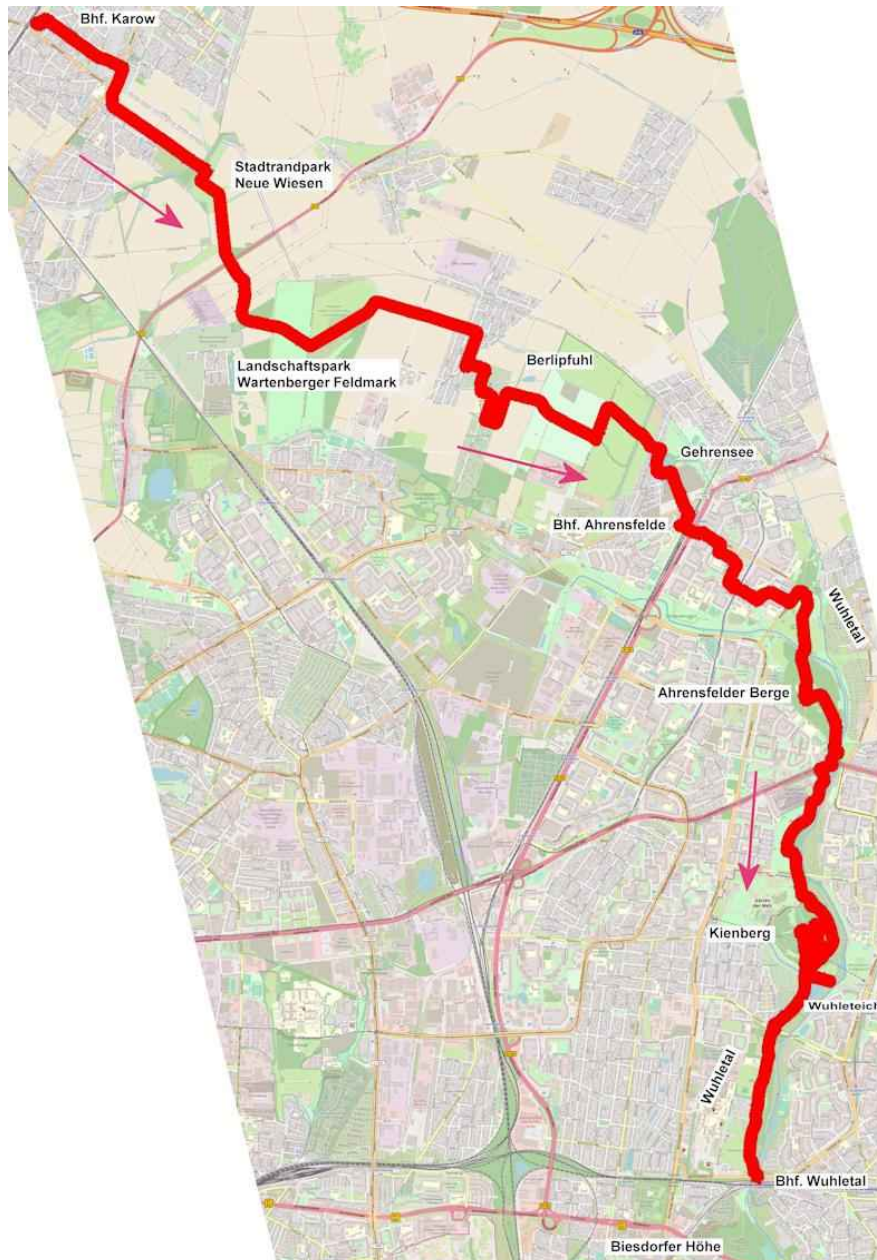 Bhf. Karow
Stadtrandpark
Neue Wiesen
Landschaftspark
Wartenberger Feldmark
Berlipfuhl
Gehrensee
Bhf. Ahrensfelde
Wuhletal
Ahrensfelder Berge
Kienberg
Wuhleteich
Wuhletal
Bhf. Wuhletal
Biesdorfer Höhe